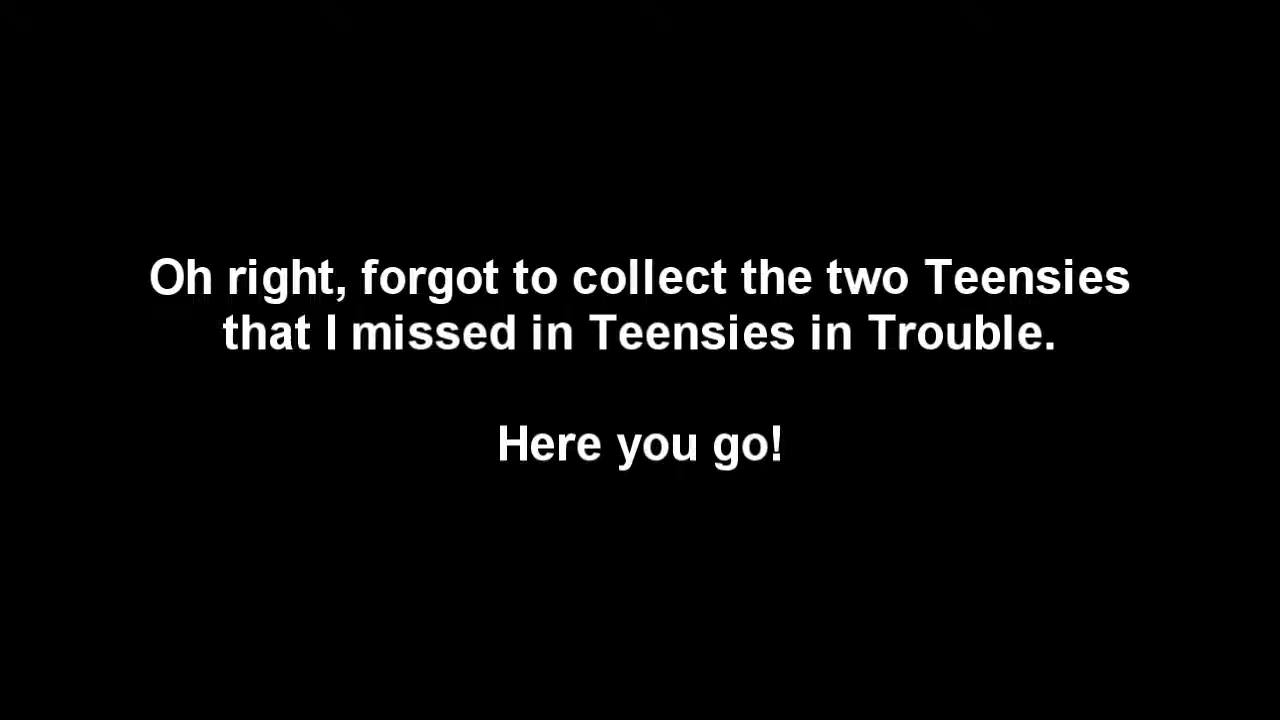 Oh right, forgot to collect the two Teensies
that I missed in Teensies in Trouble.
Here you go!